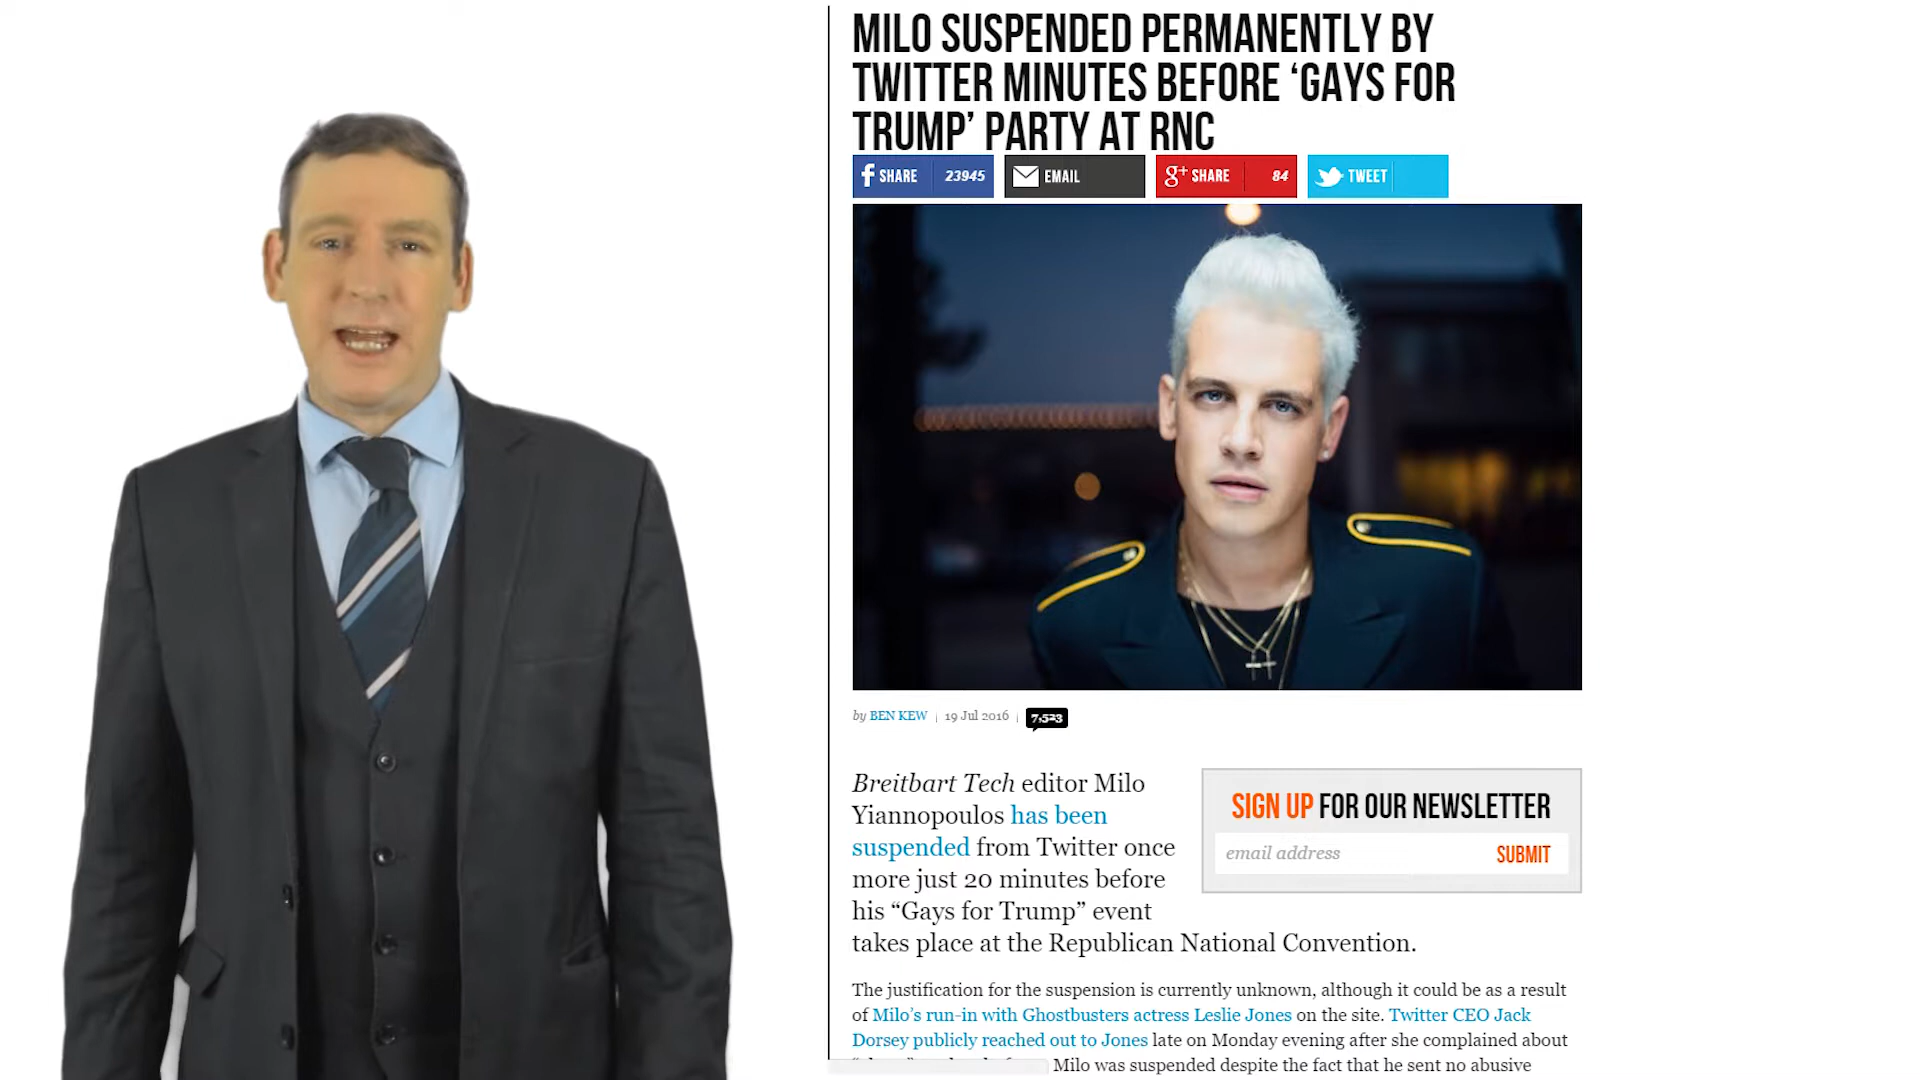 MILO SUSPENDED PERMANENTLY BY
TWITTER MINUTES BEFORE ‘GAYS FOR
TRUMP’ PARTY AT RNC
f SHARE 23945
EMAIL
g+ SHARE 84
TWEET
by BEN KEW | 19 Jul 2016 | 7,523
Breitbart Tech editor Milo
Yiannopoulos has been
suspended from Twitter once
more just 20 minutes before
his “Gays for Trump” event
takes place at the Republican National Convention.
SIGN UP FOR OUR NEWSLETTER
email address SUBMIT
The justification for the suspension is currently unknown, although it could be as a result
of Milo’s run-in with Ghostbusters actress Leslie Jones on the site. Twitter CEO Jack
Dorsey publicly reached out to Jones late on Monday evening after she complained about
Milo was suspended despite the fact that he sent no abusive